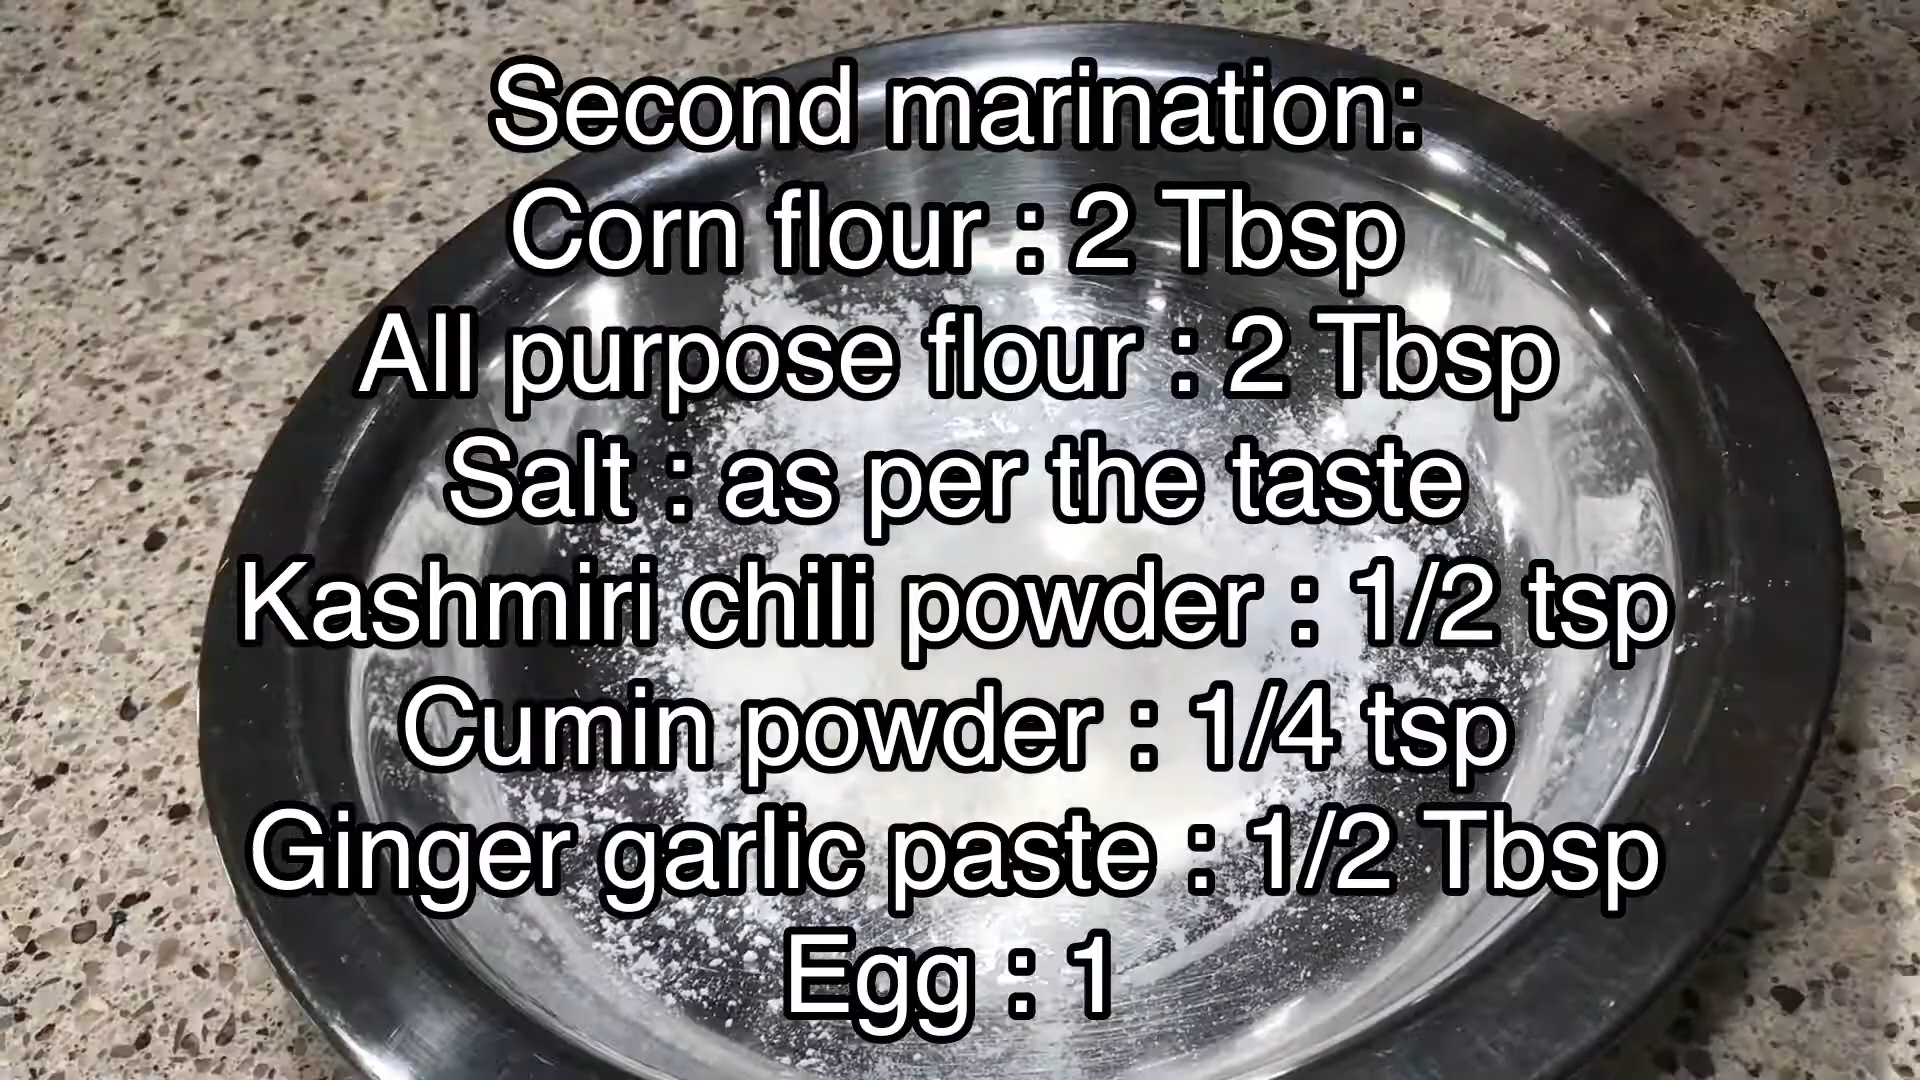 Second marination:
Corn flour : 2 Tbsp
All purpose flour : 2 Tbsp
Salt : as per the taste
Kashmiri chili powder : 1/2 tsp
Cumin powder : 1/4 tsp
Ginger garlic paste : 1/2 Tbsp
Egg : 1